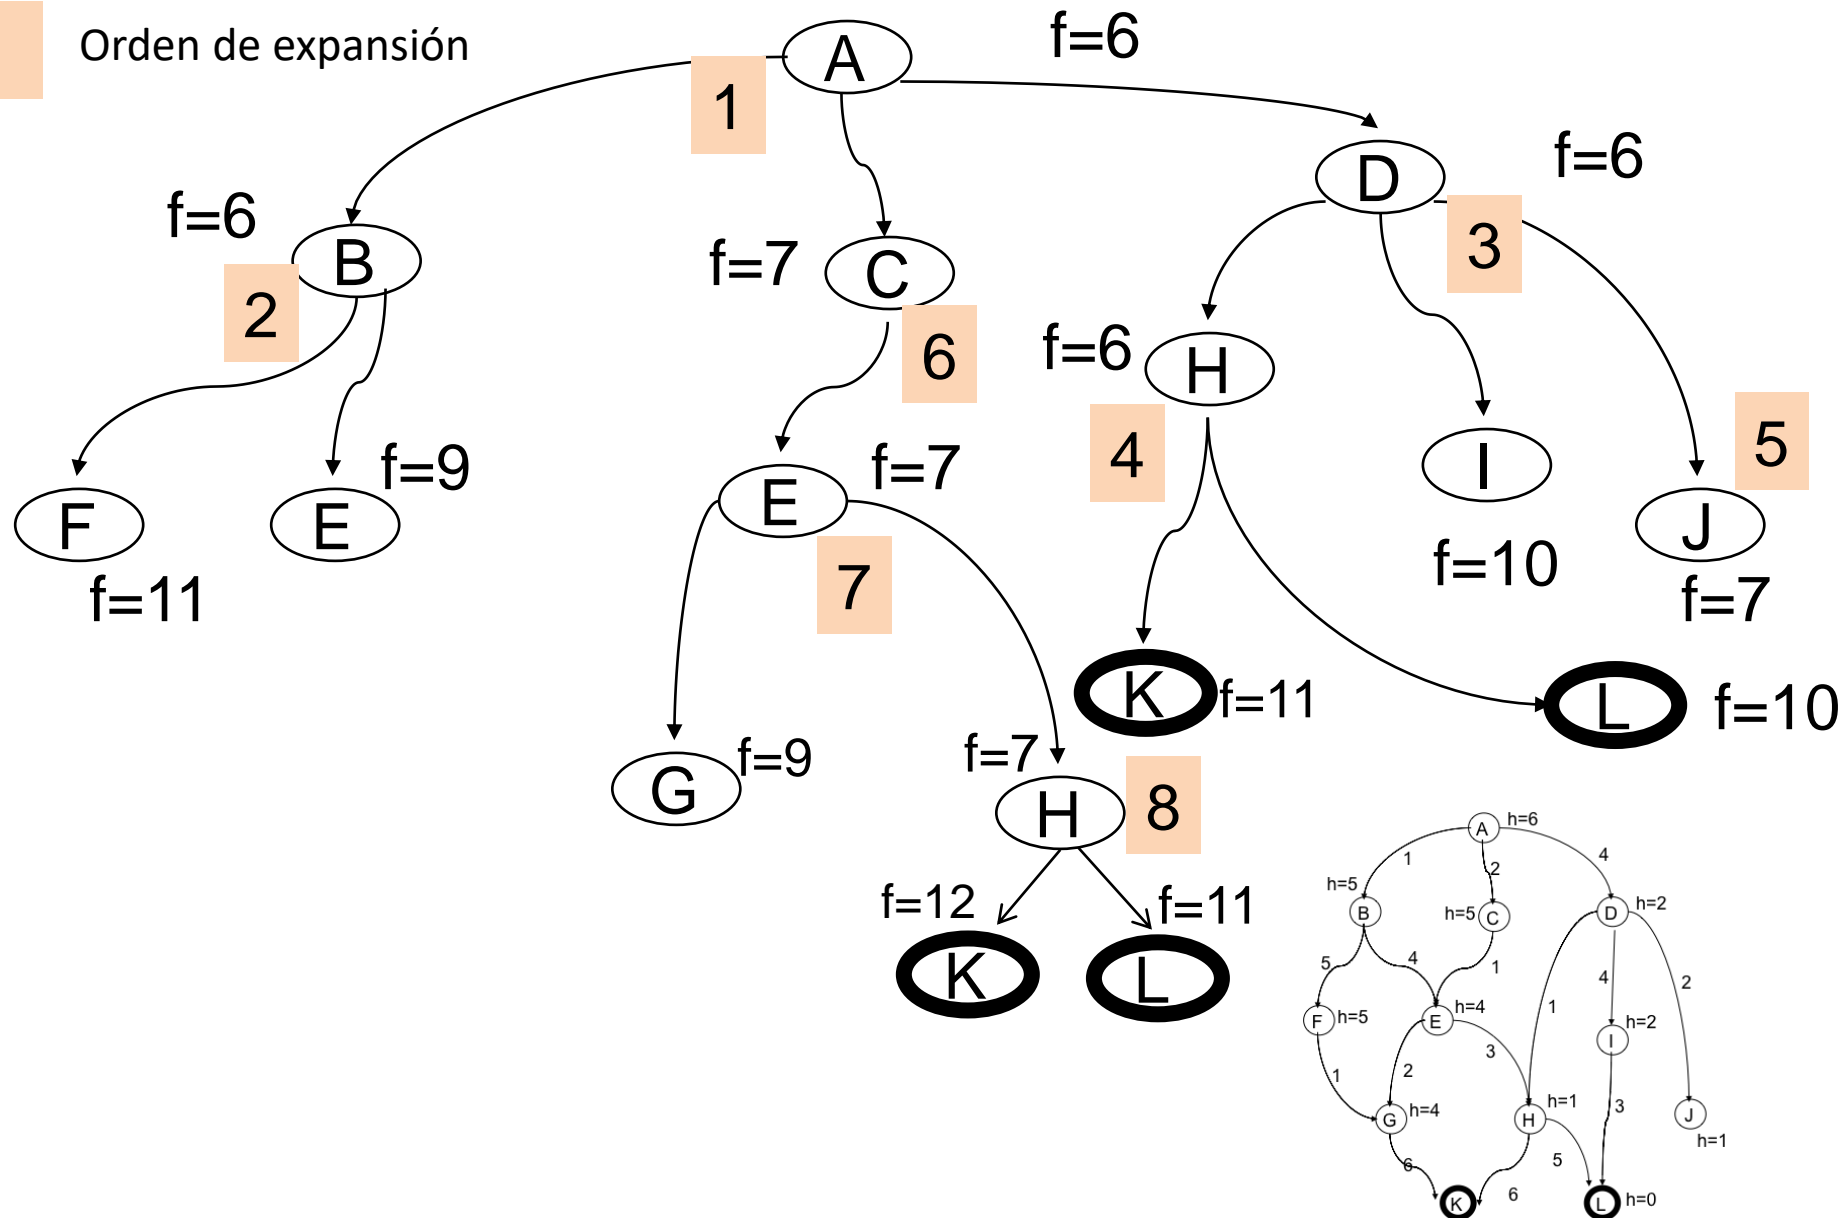 Orden de expansión
A
f=6
1
D
f=6
f=6
B
2
f=7
C
6
3
f=6
H
4
5
f=9
F
E
f=11
E
f=7
7
I
f=10
J
f=7
K
f=11
L
f=10
G
f=9
f=7
H
8
f=12
K
f=11
L
A
h=6
1
2
4
h=5
B
h=5
C
D
h=2
5
4
1
1
4
2
F
h=5
E
h=4
I
h=2
3
1
2
G
h=4
H
h=1
3
J
h=1
6
5
6
K
L
h=0